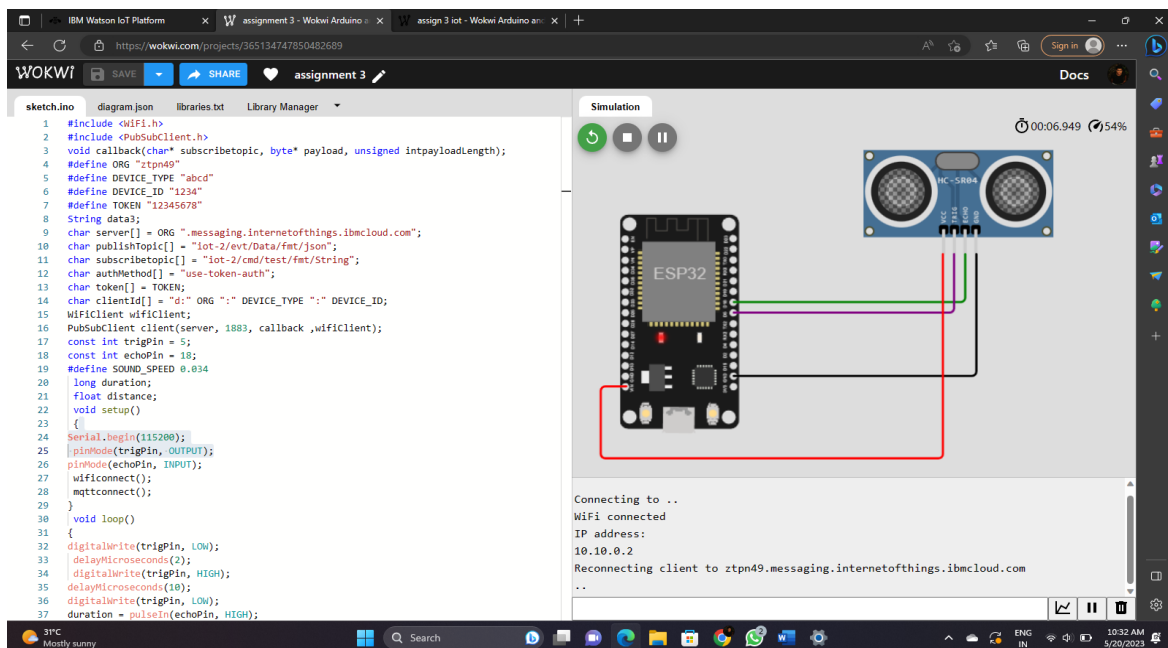 IBM Watson IoT Platform
assignment 3 - Wokwi Arduino a
assign 3 iot - Wokwi Arduino and
https://wokwi.com/projects/365134747850482689
Sign in
WOKWI
SAVE
SHARE
assignment 3
Docs
sketch.ino
diagram.json
libraries.txt
Library Manager
1 #include <WiFi.h>
2 #include <PubSubClient.h>
3 void callback(char* subscribetopic, byte* payload, unsigned intpayloadLength);
4 #define ORG "ztpn49"
5 #define DEVICE_TYPE "abcd"
6 #define DEVICE_ID "1234"
7 #define TOKEN "12345678"
8 String data3;
9 char server[] = ORG ".messaging.internetofthings.ibmcloud.com";
10 char publishTopic[] = "iot-2/evt/Data/fmt/json";
11 char subscribetopic[] = "iot-2/cmd/test/fmt/String";
12 char authMethod[] = "use-token-auth";
13 char token[] = TOKEN;
14 char clientId[] = "d:" ORG ":" DEVICE_TYPE ":" DEVICE_ID;
15 WiFiClient wifiClient;
16 PubSubClient client(server, 1883, callback ,wifiClient);
17 const int trigPin = 5;
18 const int echoPin = 18;
19 #define SOUND_SPEED 0.034
20 long duration;
21 float distance;
22 void setup()
23 {
24 Serial.begin(115200);
25 pinMode(trigPin, OUTPUT);
26 pinMode(echoPin, INPUT);
27 wificonnect();
28 mqttconnect();
29 }
30 void loop()
31 {
32 digitalWrite(trigPin, LOW);
33 delayMicroseconds(2);
34 digitalWrite(trigPin, HIGH);
35 delayMicroseconds(10);
36 digitalWrite(trigPin, LOW);
37 duration = pulseIn(echoPin, HIGH);
Simulation
00:06.949 54%
HC-SR04
VCC TRIG ECHO GND
ESP32
Connecting to ..
WiFi connected
IP address:
10.10.0.2
Reconnecting client to ztpn49.messaging.internetofthings.ibmcloud.com
..
31°C
Mostly sunny
Search
ENG
IN
10:32 AM
5/20/2023